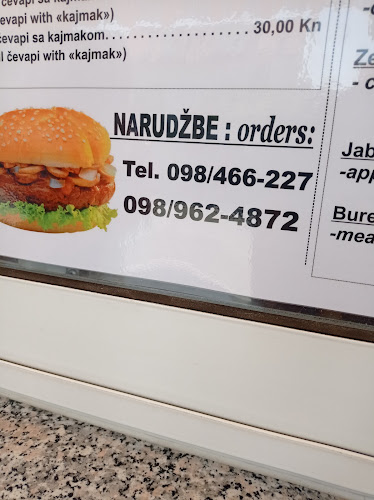 čevapi with «kajmak»)
čevapi sa kajmakom. . . . . . . . . . . . . . . . . . . . . 30,00 Kn
čevapi with «kajmak»)
NARUDŽBE : orders:
Tel. 098/466-227
098/962-4872
Jab
-app
Bure
-mea